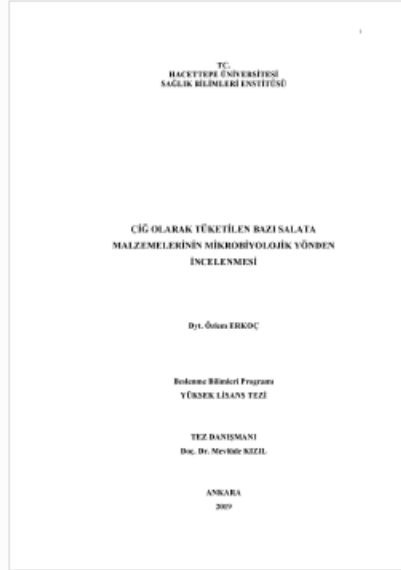 TC.
HACETTEPE ÜNİVERSİTESİ
SAĞLIK BİLİMLERİ ENSTİTÜSÜ
ÇİĞ OLARAK TÜKETİLEN BAZI SALATA
MALZEMELERİNİN MİKROBİYOLOJİK YÖNDEN
İNCELENMESİ
Dyt. Özlem ERKOÇ
Beslenme Bilimleri Programı
YÜKSEK LİSANS TEZİ
TEZ DANIŞMANI
Doç. Dr. Mevlüde KIZIL
ANKARA
2019